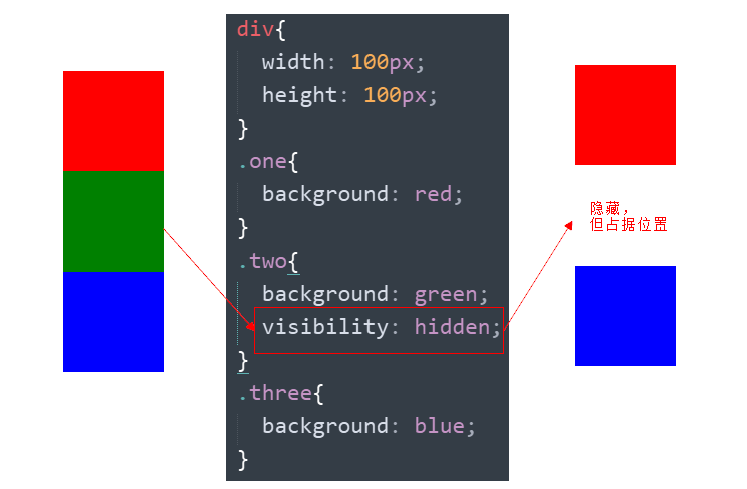 div{
width: 100px;
height: 100px;
}
.one{
background: red;
}
.two{
background: green;
visibility: hidden;
}
.three{
background: blue;
}
隐藏，
但占据位置